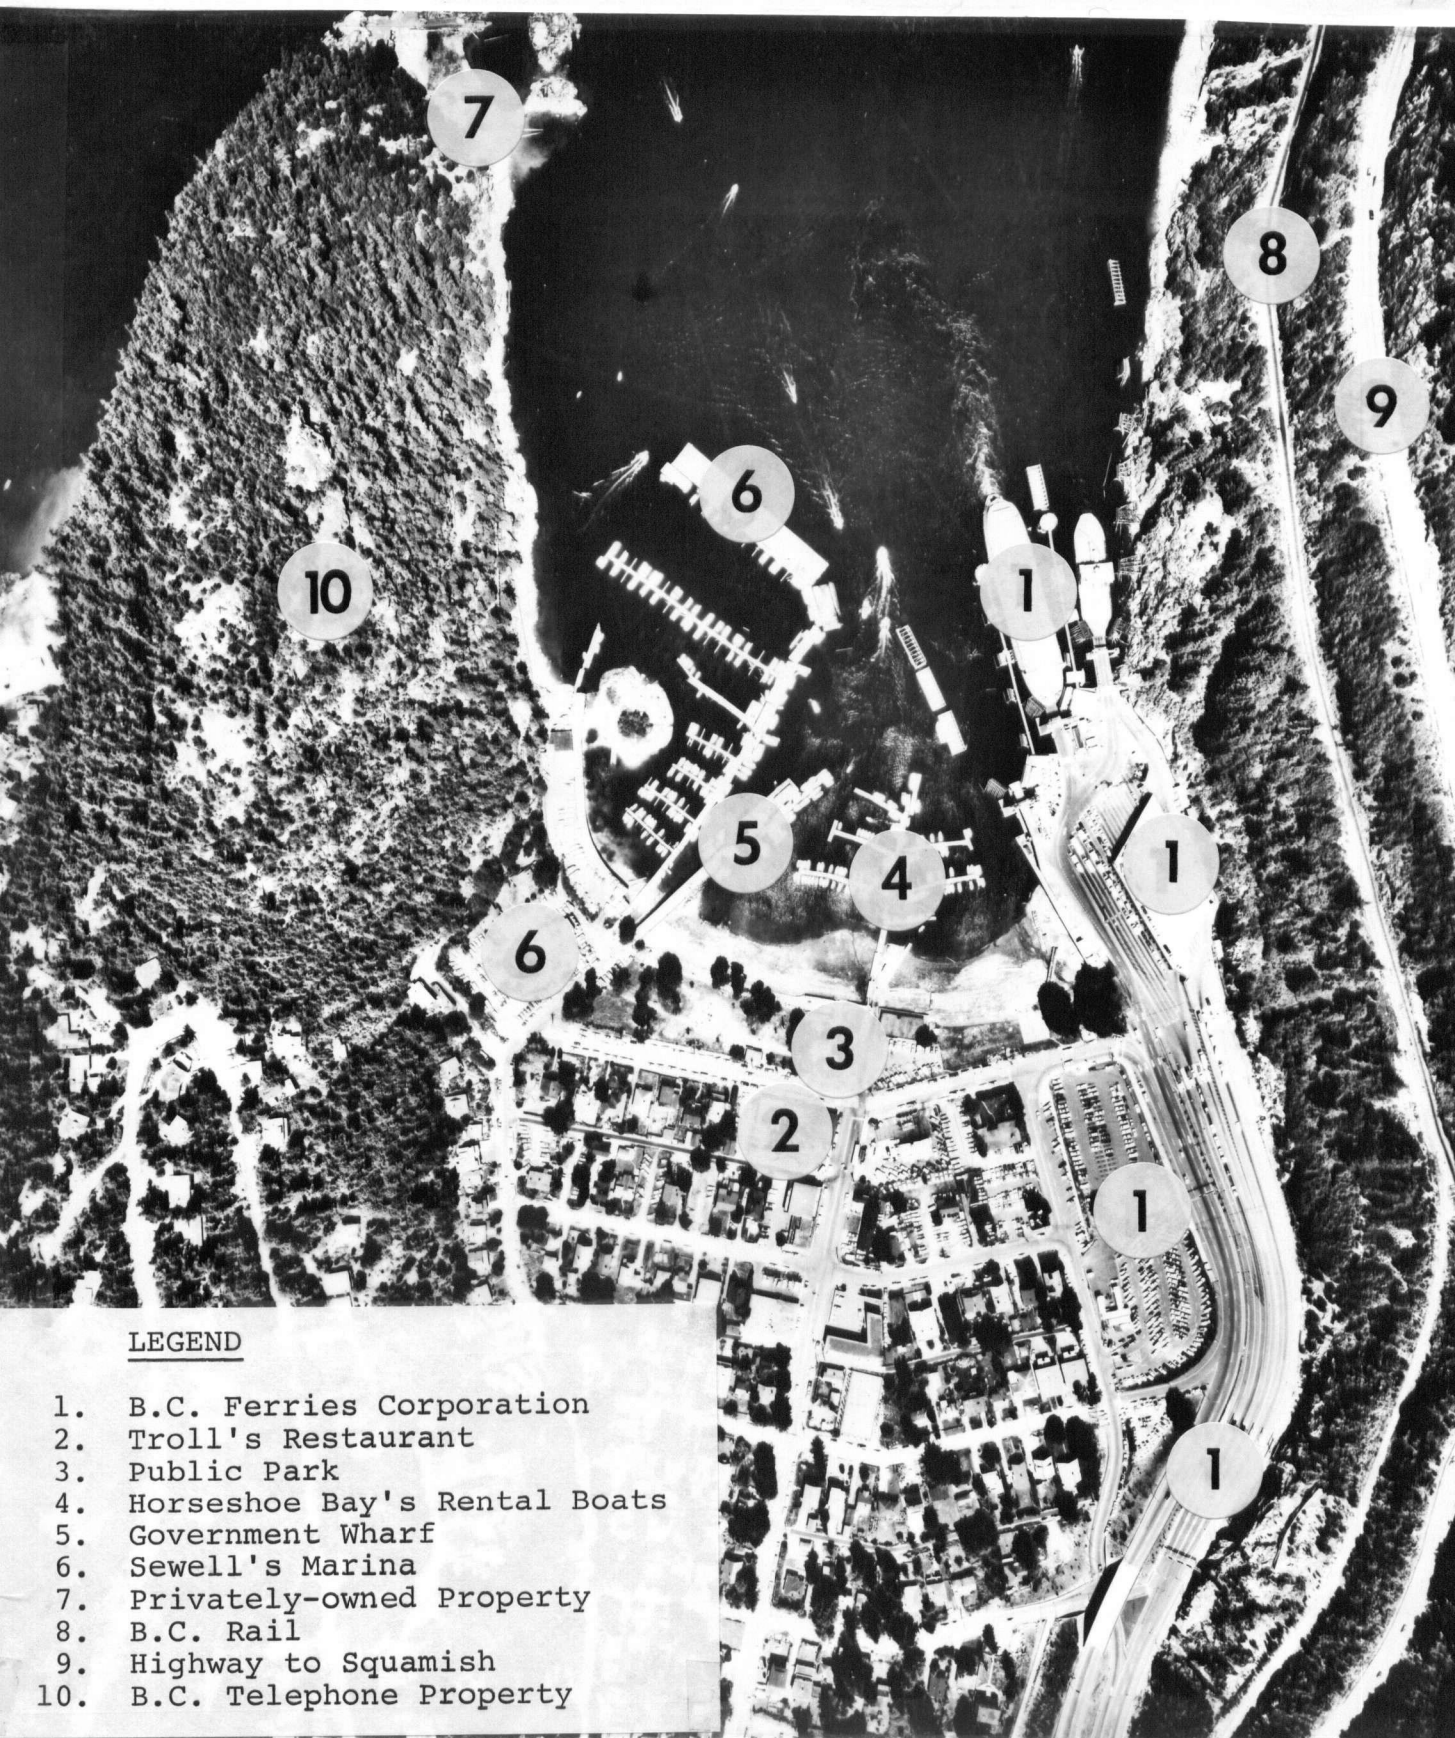 7
8
9
6
10
1
5
4
1
6
3
2
1
1
LEGEND
1. B.C. Ferries Corporation
2. Troll's Restaurant
3. Public Park
4. Horseshoe Bay's Rental Boats
5. Government Wharf
6. Sewell's Marina
7. Privately-owned Property
8. B.C. Rail
9. Highway to Squamish
10. B.C. Telephone Property